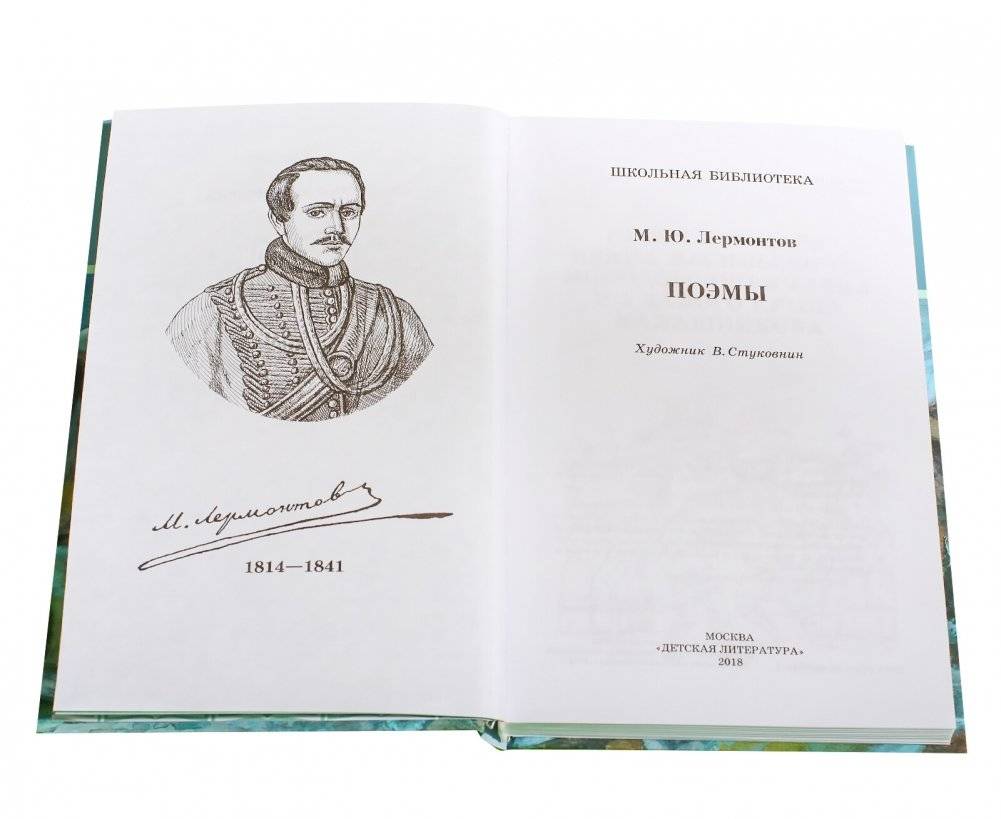 М. Лермонтов
1814—1841
ШКОЛЬНАЯ БИБЛИОТЕКА
М. Ю. Лермонтов
ПОЭМЫ
Художник В. Стуковнин
МОСКВА
«ДЕТСКАЯ ЛИТЕРАТУРА»
2018